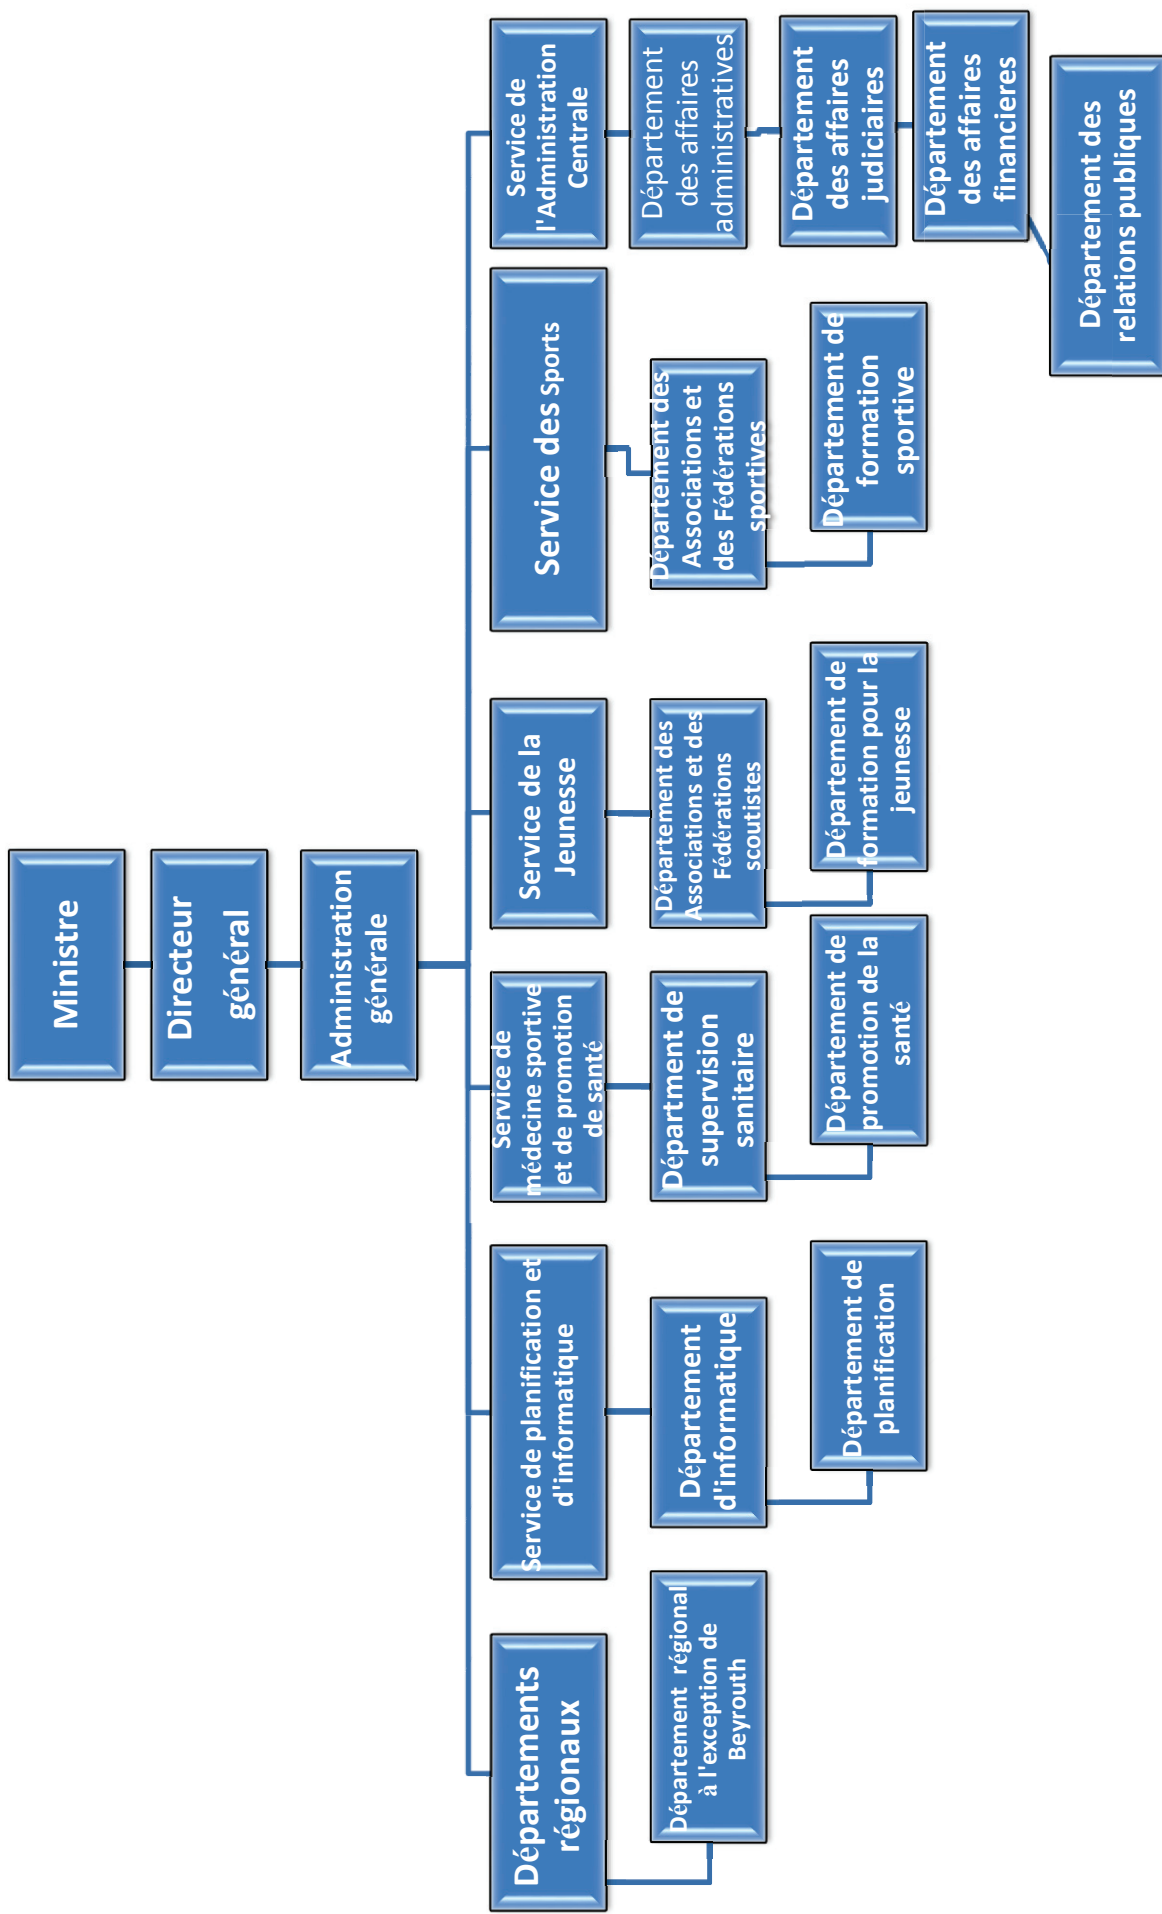 Ministre
Directeur
général
Administration
générale
Départements
régionaux
Département régional
à l'exception de
Beyrouth
Service de planification et
d'informatique
Département
d'informatique
Département de
planification
Service de
médecine sportive
et de promotion
de santé
Départment de
supervision
sanitaire
Département de
promotion de la
santé
Service de la
Jeunesse
Département des
Associations et des
Fédérations
scoutistes
Département de
formation pour la
jeunesse
Service des Sports
Département des
Associations et
des Fédérations
sportives
Département de
formation
sportive
Service de
l'Administration
Centrale
Département
des affaires
administratives
Département
des affaires
judiciaires
Département
des affaires
financieres
Département des
relations publiques